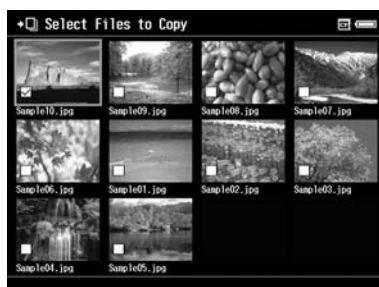 Select Files to Copy
Sample10.jpg Sample09.jpg Sample08.jpg Sample07.jpg
Sample06.jpg Sample01.jpg Sample02.jpg Sample03.jpg
Sample04.jpg Sample05.jpg